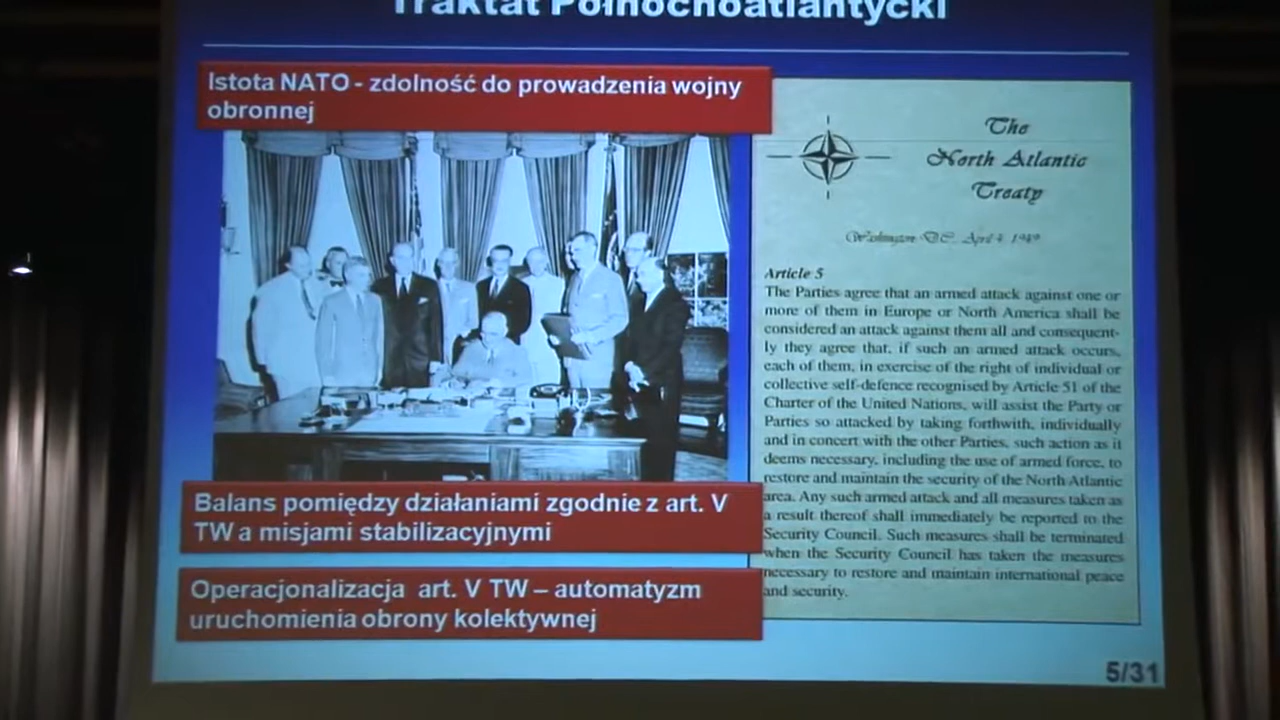 Traktat Północnoatlantycki
Istota NATO - zdolność do prowadzenia wojny
obronnej
The
North Atlantic
Treaty
Washington D.C. April 4 1949
Article 5
The Parties agree that an armed attack against one or
more of them in Europe or North America shall be
considered an attack against them all and consequent-
ly they agree that, if such an armed attack occurs,
each of them, in exercise of the right of individual or
collective self-defence recognised by Article 51 of the
Charter of the United Nations, will assist the Party or
Parties so attacked by taking forthwith, individually
and in concert with the other Parties, such action as it
deems necessary, including the use of armed force, to
restore and maintain the security of the North Atlantic
area. Any such armed attack and all measures taken as
a result thereof shall immediately be reported to the
Security Council. Such measures shall be terminated
when the Security Council has taken the measures
necessary to restore and maintain international peace
and security.
Balans pomiędzy działaniami zgodnie z art. V
TW a misjami stabilizacyjnymi
Operacjonalizacja art. V TW – automatyzm
uruchomienia obrony kolektywnej
5/31